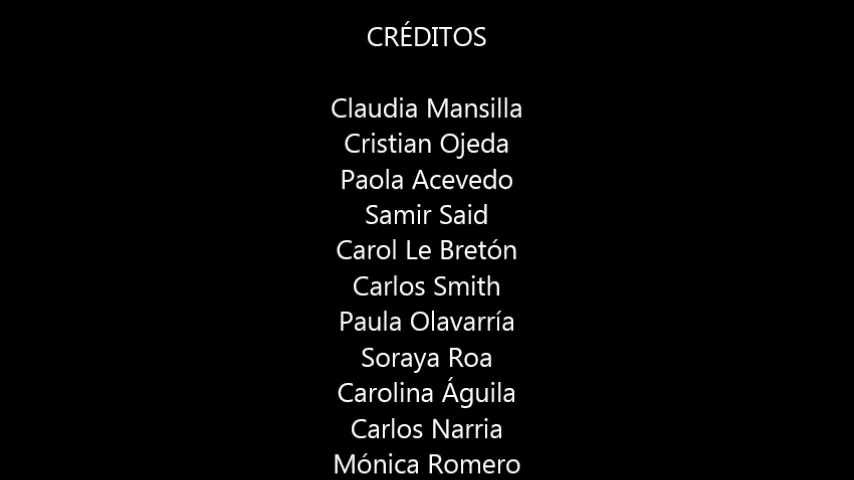 CRÉDITOS
Claudia Mansilla
Cristian Ojeda
Paola Acevedo
Samir Said
Carol Le Bretón
Carlos Smith
Paula Olavarría
Soraya Roa
Carolina Águila
Carlos Narria
Mónica Romero